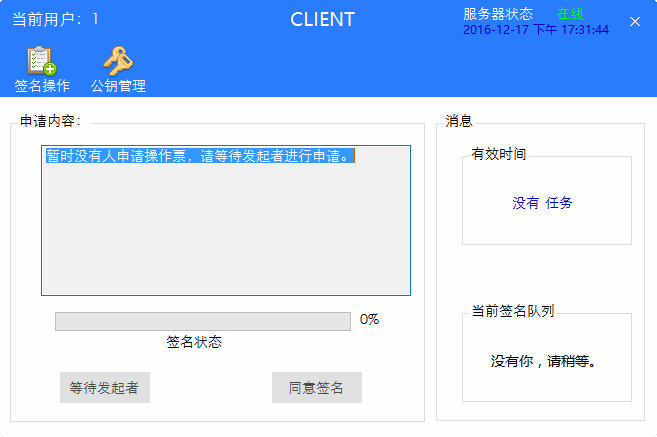 当前用户：1
CLIENT
服务器状态 在线
2016-12-17 下午 17:31:44
签名操作
公钥管理
申请内容：
暂时没有人申请操作票，请等待发起者进行申请。
0%
签名状态
等待发起者
同意签名
消息
有效时间
没有 任务
当前签名队列
没有你，请稍等。